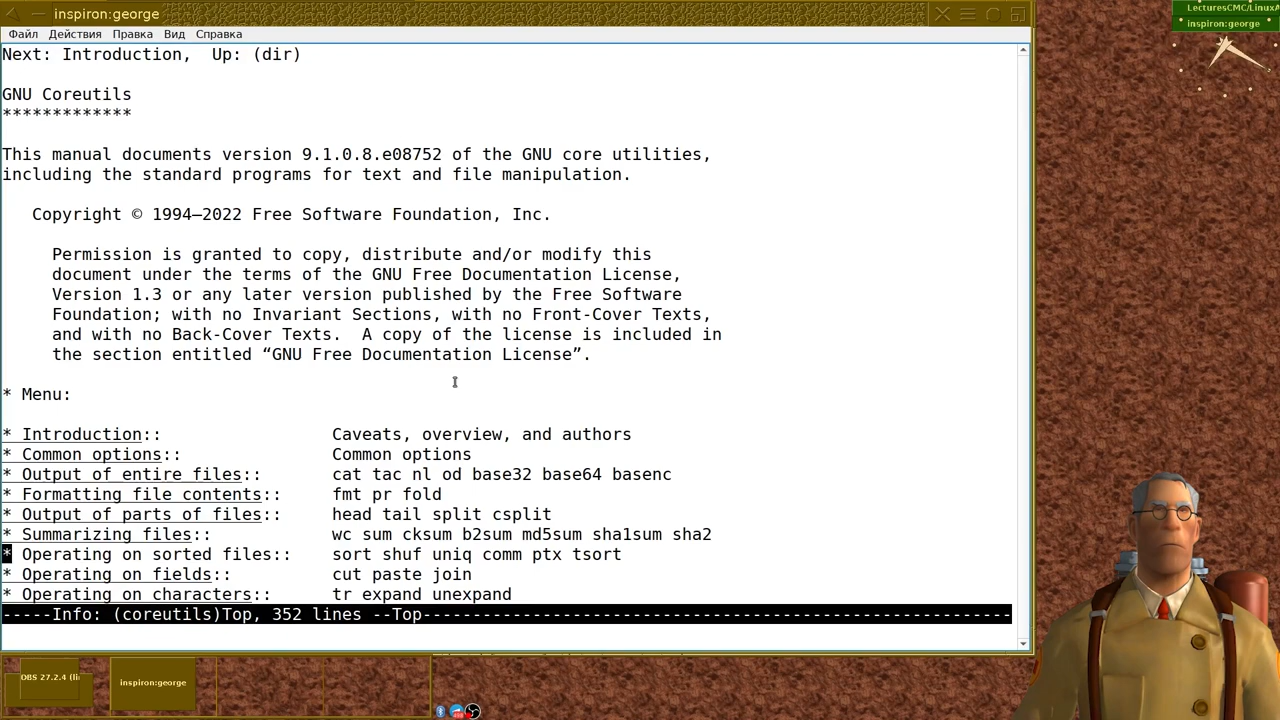 inspiron:george
Файл Действия Правка Вид Справка
Next: Introduction,  Up: (dir)
GNU Coreutils
*************
This manual documents version 9.1.0.8.e08752 of the GNU core utilities,
including the standard programs for text and file manipulation.
Copyright © 1994–2022 Free Software Foundation, Inc.
Permission is granted to copy, distribute and/or modify this
document under the terms of the GNU Free Documentation License,
Version 1.3 or any later version published by the Free Software
Foundation; with no Invariant Sections, with no Front-Cover Texts,
and with no Back-Cover Texts.  A copy of the license is included in
the section entitled “GNU Free Documentation License”.
* Menu:
* Introduction::                 Caveats, overview, and authors
* Common options::               Common options
* Output of entire files::       cat tac nl od base32 base64 basenc
* Formatting file contents::     fmt pr fold
* Output of parts of files::     head tail split csplit
* Summarizing files::            wc sum cksum b2sum md5sum sha1sum sha2
* Operating on sorted files::    sort shuf uniq comm ptx tsort
* Operating on fields::          cut paste join
* Operating on characters::      tr expand unexpand
-----Info: (coreutils)Top, 352 lines --Top-----------------------------------------------------------
LecturesCMC/LinuxA
inspiron:george
OBS 27.2.4 (li
inspiron:george